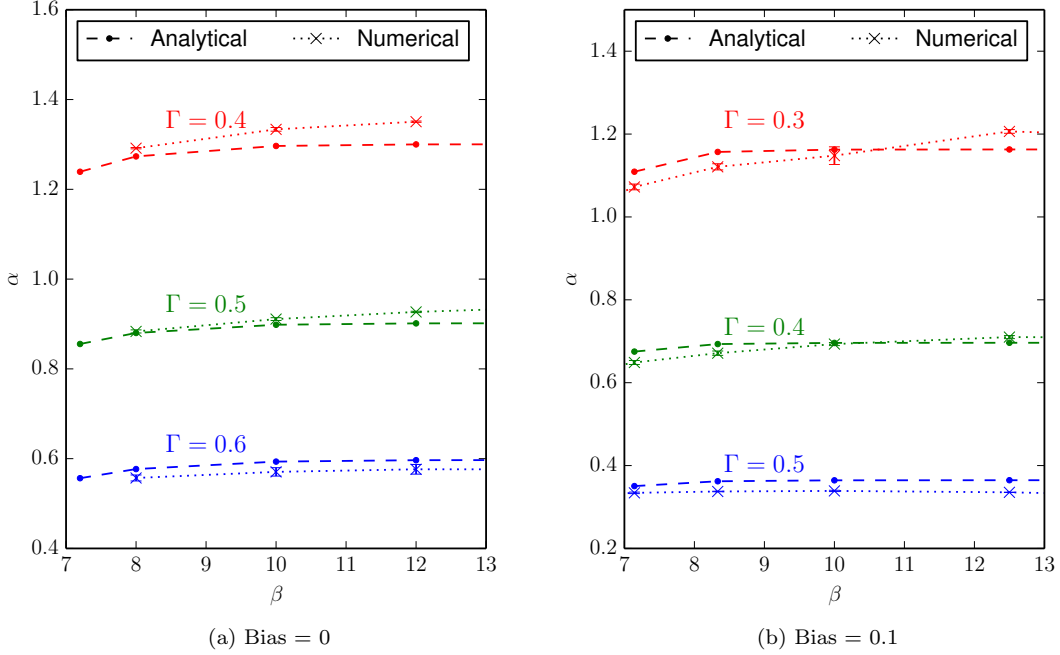 1.6
1.4
1.2
1.0
0.8
0.6
0.4
α
Analytical Numerical
Γ = 0.4
Γ = 0.5
Γ = 0.6
7 8 9 10 11 12 13
β
(a) Bias = 0
1.4
1.2
1.0
0.8
0.6
0.4
0.2
α
Analytical Numerical
Γ = 0.3
Γ = 0.4
Γ = 0.5
7 8 9 10 11 12 13
β
(b) Bias = 0.1